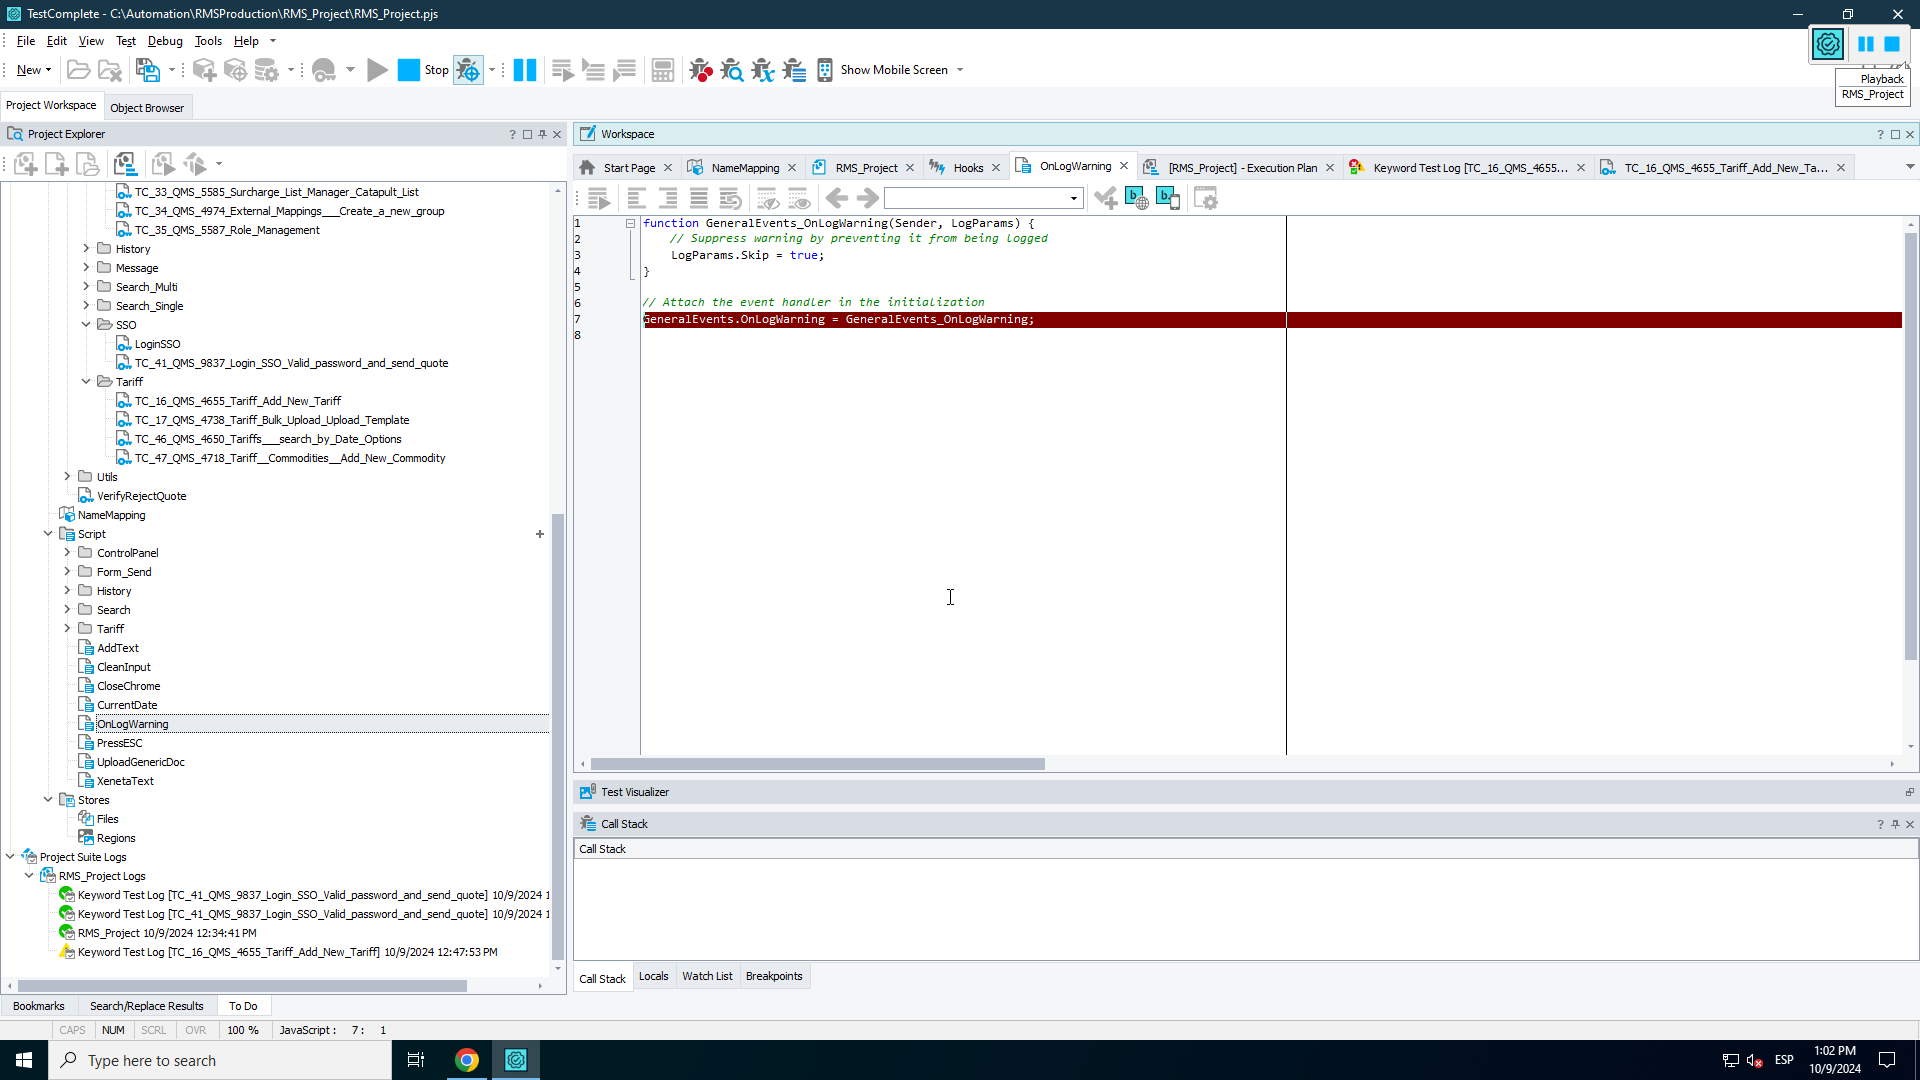 TestComplete - C:\Automation\RMSProduction\RMS_Project\RMS_Project.pjs
File Edit View Test Debug Tools Help
New Stop Show Mobile Screen
Playback
RMS_Project
Project Workspace Object Browser
Project Explorer
TC_33_QMS_5585_Surcharge_List_Manager_Catapult_List
TC_34_QMS_4974_External_Mappings___Create_a_new_group
TC_35_QMS_5587_Role_Management
History
Message
Search_Multi
Search_Single
SSO
LoginSSO
TC_41_QMS_9837_Login_SSO_Valid_password_and_send_quote
Tariff
TC_16_QMS_4655_Tariff_Add_New_Tariff
TC_17_QMS_4738_Tariff_Bulk_Upload_Upload_Template
TC_46_QMS_4650_Tariffs___search_by_Date_Options
TC_47_QMS_4718_Tariff__Commodities__Add_New_Commodity
Utils
VerifyRejectQuote
NameMapping
Script
ControlPanel
Form_Send
History
Search
Tariff
AddText
CleanInput
CloseChrome
CurrentDate
OnLogWarning
PressESC
UploadGenericDoc
XenetaText
Stores
Files
Regions
Project Suite Logs
RMS_Project Logs
Keyword Test Log [TC_41_QMS_9837_Login_SSO_Valid_password_and_send_quote] 10/9/2024 1
Keyword Test Log [TC_41_QMS_9837_Login_SSO_Valid_password_and_send_quote] 10/9/2024 1
RMS_Project 10/9/2024 12:34:41 PM
Keyword Test Log [TC_16_QMS_4655_Tariff_Add_New_Tariff] 10/9/2024 12:47:53 PM
Bookmarks Search/Replace Results To Do
Workspace
Start Page NameMapping RMS_Project Hooks OnLogWarning [RMS_Project] - Execution Plan Keyword Test Log [TC_16_QMS_4655... TC_16_QMS_4655_Tariff_Add_New_Ta...
1 function GeneralEvents_OnLogWarning(Sender, LogParams) {
2 // Suppress warning by preventing it from being logged
3 LogParams.Skip = true;
4 }
5
6 // Attach the event handler in the initialization
7 GeneralEvents.OnLogWarning = GeneralEvents_OnLogWarning;
8
Test Visualizer
Call Stack
Call Stack
Call Stack Locals Watch List Breakpoints
CAPS NUM SCRL OVR 100 % JavaScript : 7 : 1
Type here to search
ESP
1:02 PM
10/9/2024